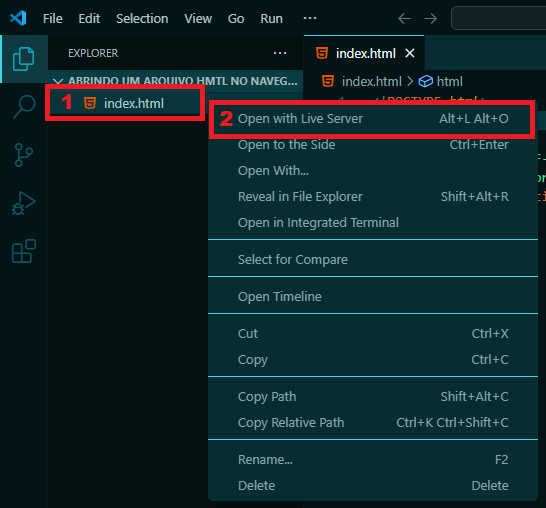 File Edit Selection View Go Run ...
EXPLORER ...
index.html
ABRINDO UM ARQUIVO HMTL NO NAVEG...
index.html > html
1 index.html
<!DOCTYPE html>
2 Open with Live Server Alt+L Alt+O
Open to the Side Ctrl+Enter
Open With...
Reveal in File Explorer Shift+Alt+R
Open in Integrated Terminal
Select for Compare
Open Timeline
Cut Ctrl+X
Copy Ctrl+C
Copy Path Shift+Alt+C
Copy Relative Path Ctrl+K Ctrl+Shift+C
Rename... F2
Delete Delete